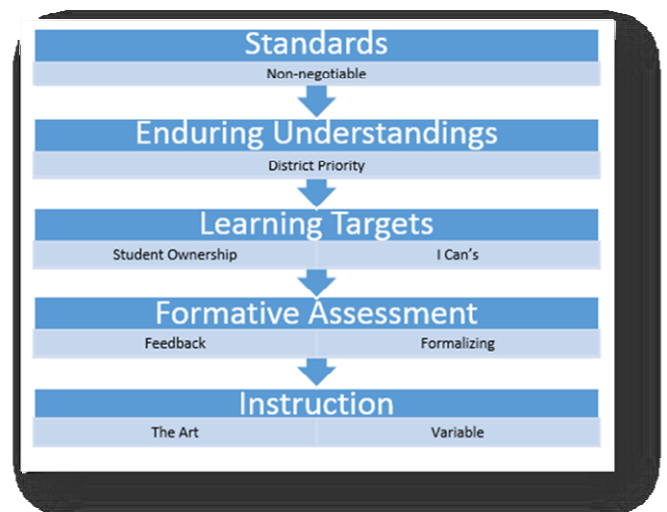 Standards
Non-negotiable
Enduring Understandings
District Priority
Learning Targets
Student Ownership I Can's
Formative Assessment
Feedback Formalizing
Instruction
The Art Variable